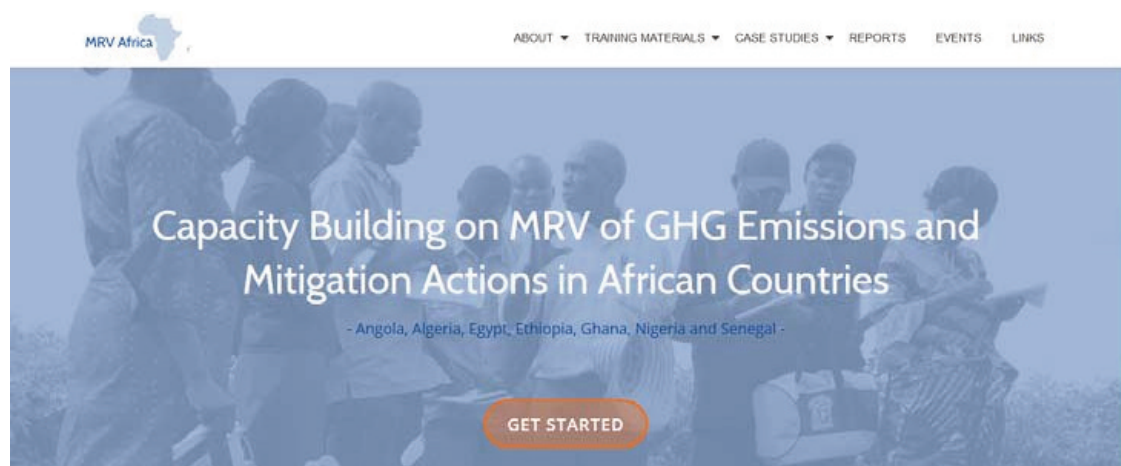 MRV Africa
ABOUT TRAINING MATERIALS CASE STUDIES REPORTS EVENTS LINKS
Capacity Building on MRV of GHG Emissions and
Mitigation Actions in African Countries
- Angola, Algeria, Egypt, Ethiopia, Ghana, Nigeria and Senegal -
GET STARTED